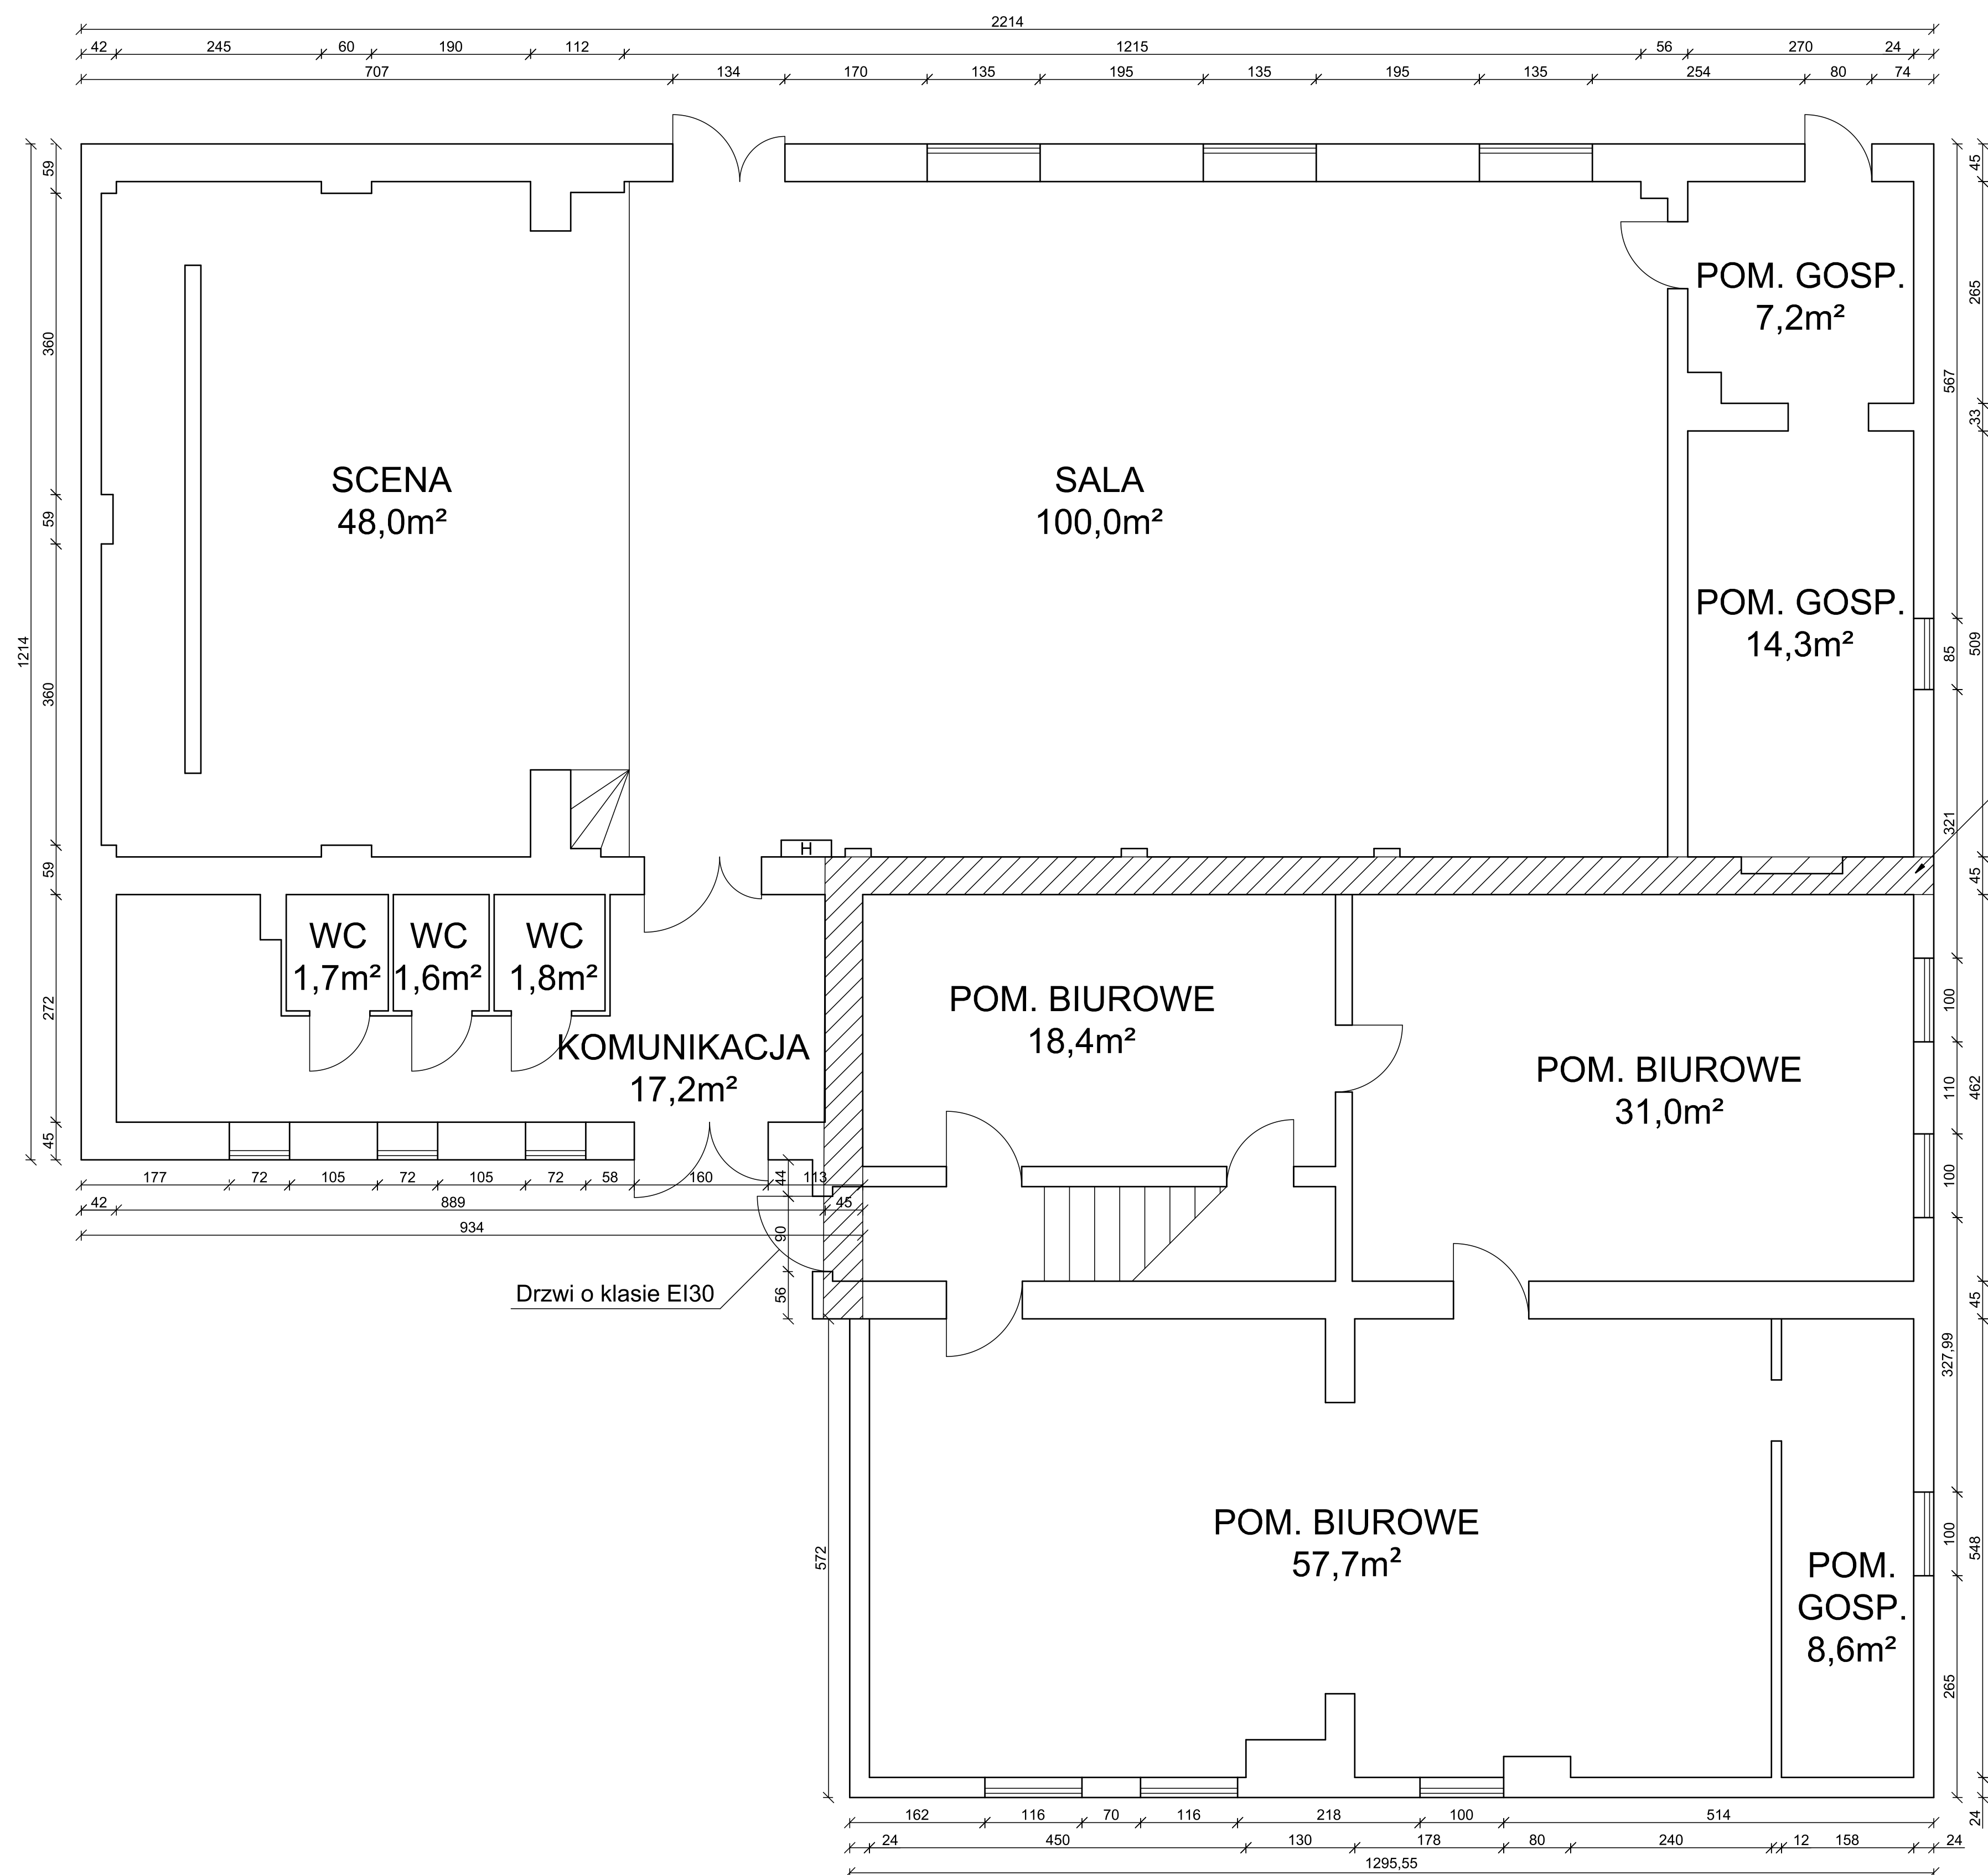 2214
42 245 60 190 112 1215 56 270 24
707 134 170 135 195 135 195 135 254 80 74
59
45
360
265
POM. GOSP.
7,2m²
567
33
SCENA
48,0m²
SALA
100,0m²
59
1214
POM. GOSP.
14,3m²
85
509
360
321
H
59
45
WC
1,7m²
WC
1,6m²
WC
1,8m²
272
KOMUNIKACJA
17,2m²
POM. BIUROWE
18,4m²
POM. BIUROWE
31,0m²
100
110
462
100
45
177 72 105 72 105 72 58 160 113
44
42 889 45
934
90
Drzwi o klasie EI30
56
45
327,99
572
POM. BIUROWE
57,7m²
100
548
POM.
GOSP.
8,6m²
265
162 116 70 116 218 100 514
24
24 450 130 178 80 240 12 158 24
1295,55